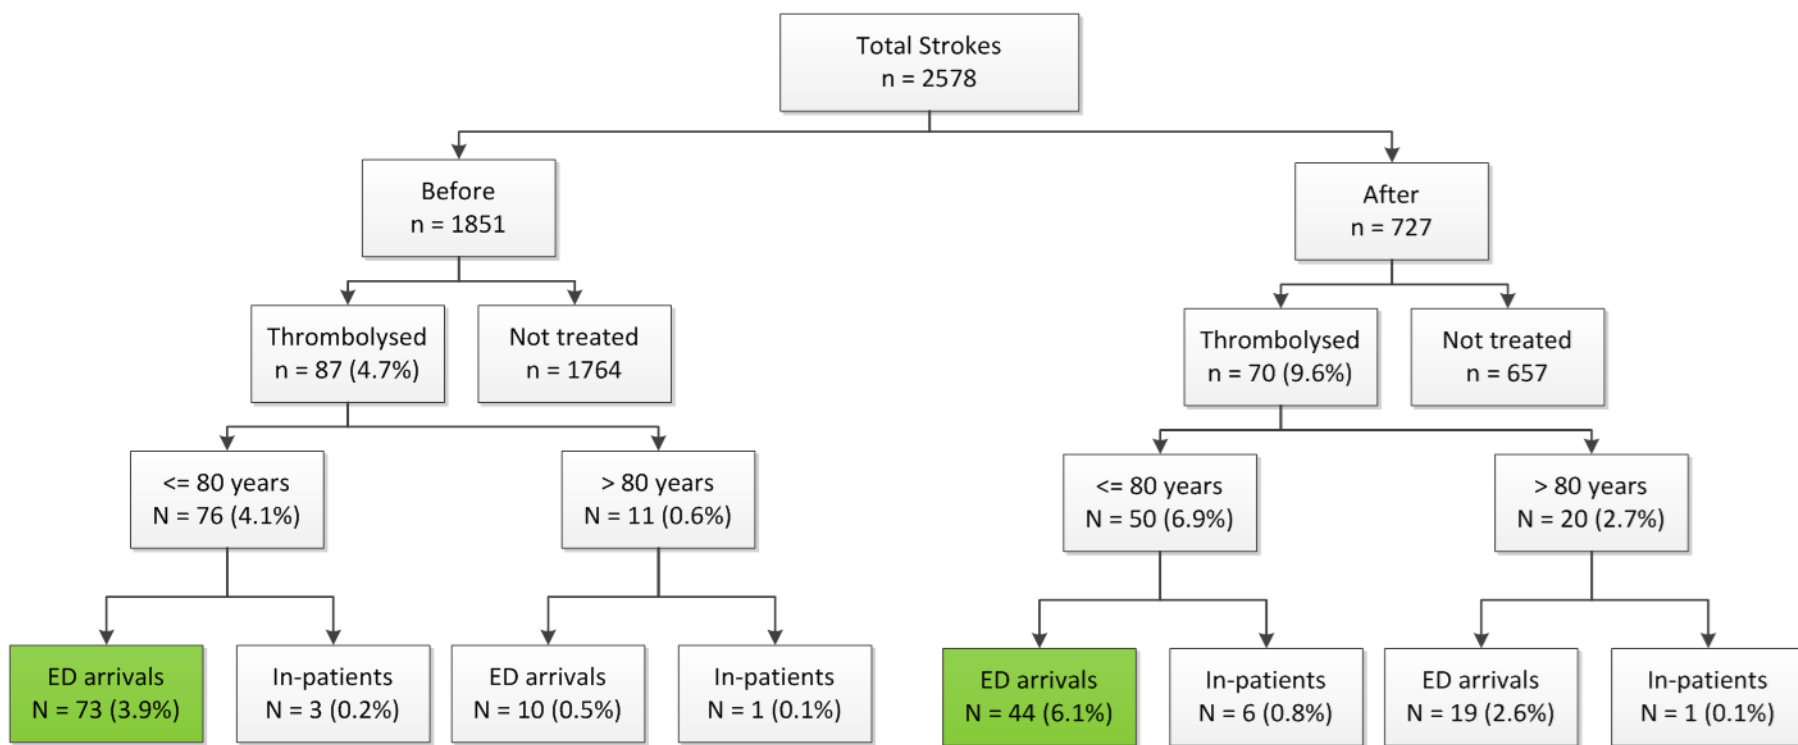 Total Strokes
n = 2578
Before
n = 1851
After
n = 727
Thrombolysed
n = 87 (4.7%)
Not treated
n = 1764
Thrombolysed
n = 70 (9.6%)
Not treated
n = 657
<= 80 years
N = 76 (4.1%)
> 80 years
N = 11 (0.6%)
<= 80 years
N = 50 (6.9%)
> 80 years
N = 20 (2.7%)
ED arrivals
N = 73 (3.9%)
In-patients
N = 3 (0.2%)
ED arrivals
N = 10 (0.5%)
In-patients
N = 1 (0.1%)
ED arrivals
N = 44 (6.1%)
In-patients
N = 6 (0.8%)
ED arrivals
N = 19 (2.6%)
In-patients
N = 1 (0.1%)